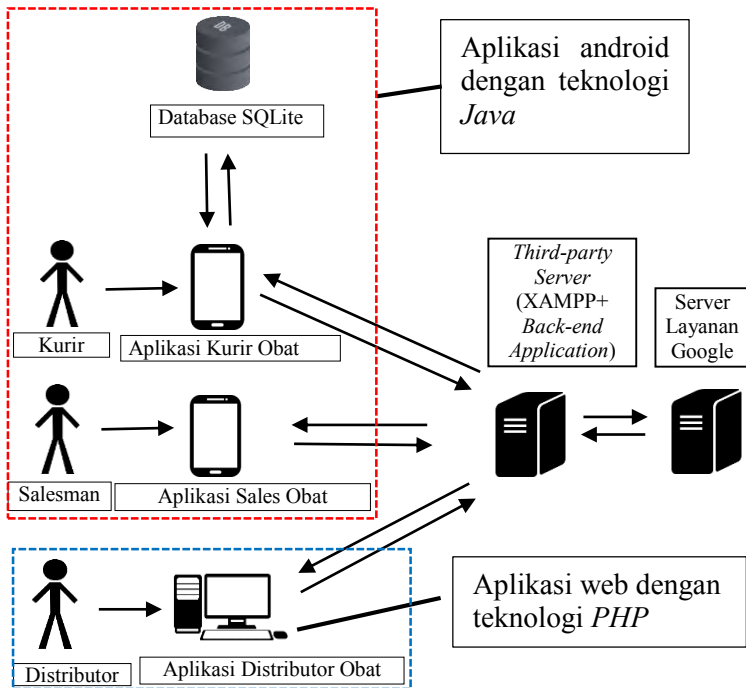 DB
Database SQLite
Aplikasi android
dengan teknologi
Java
Third-party
Server
(XAMPP+
Back-end
Application)
Server
Layanan
Google
Kurir
Aplikasi Kurir Obat
Salesman
Aplikasi Sales Obat
Aplikasi web dengan
teknologi PHP
Distributor
Aplikasi Distributor Obat